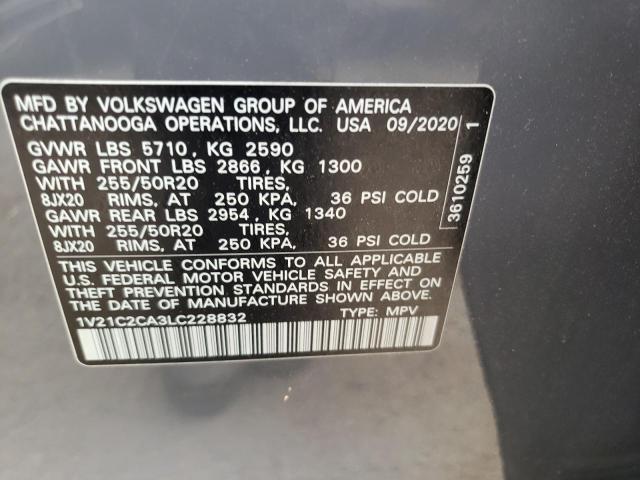 MFD BY VOLKSWAGEN GROUP OF AMERICA
CHATTANOOGA OPERATIONS, LLC. USA 09/2020
GVWR LBS 5710, KG 2590
GAWR FRONT LBS 2866, KG 1300
WITH 255/50R20 TIRES,
8JX20 RIMS, AT 250 KPA, 36 PSI COLD
GAWR REAR LBS 2954, KG 1340
WITH 255/50R20 TIRES,
8JX20 RIMS, AT 250 KPA, 36 PSI COLD
THIS VEHICLE CONFORMS TO ALL APPLICABLE
U.S. FEDERAL MOTOR VEHICLE SAFETY AND
THEFT PREVENTION STANDARDS IN EFFECT ON
THE DATE OF MANUFACTURE SHOWN ABOVE.
1V21C2CA3LC228832 TYPE: MPV
3610259 1